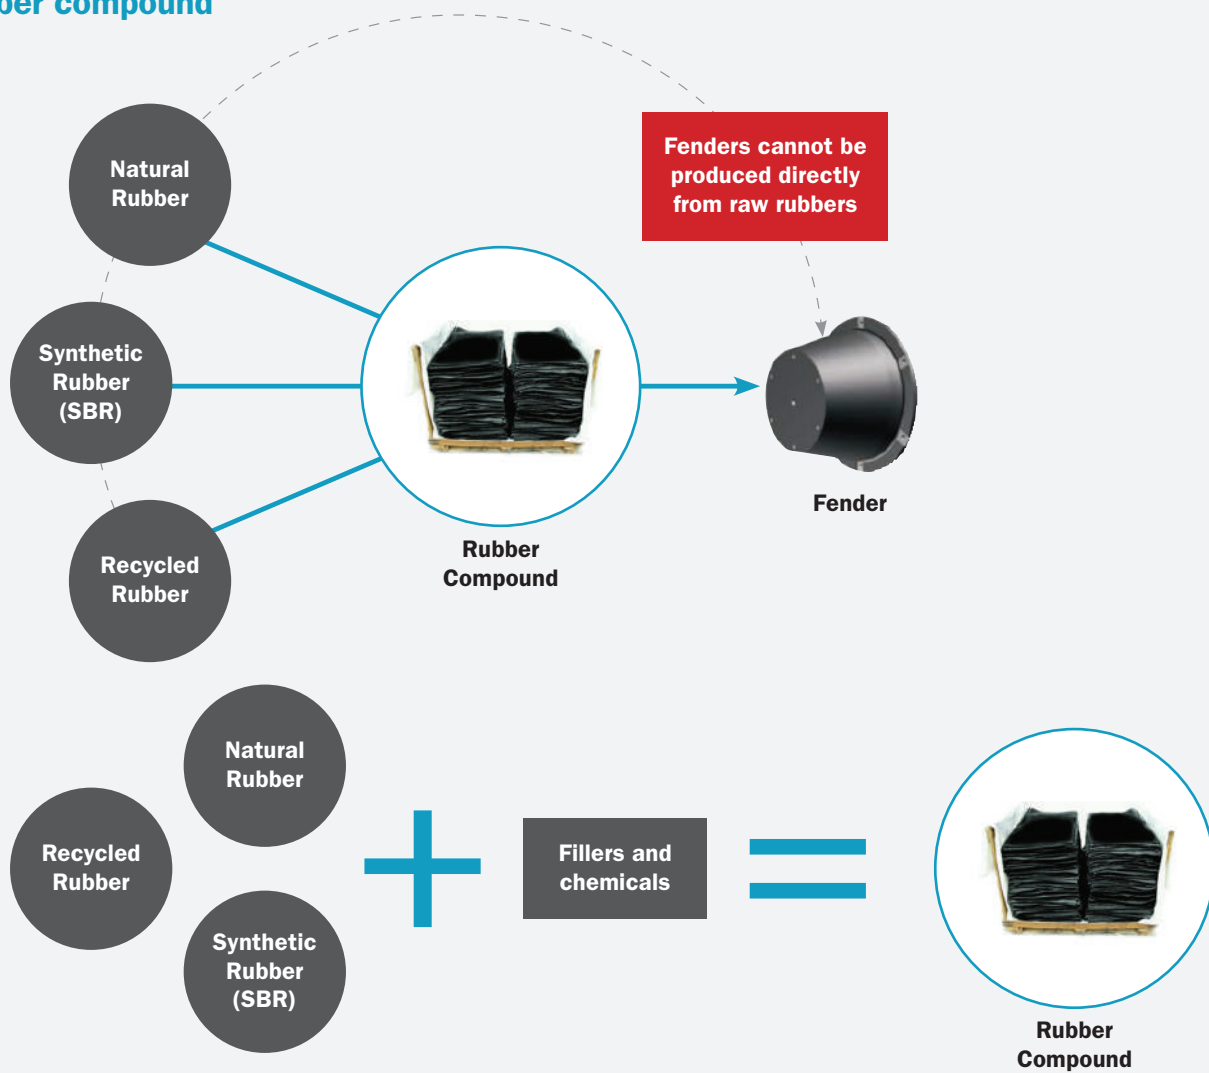 ber compound
Natural
Rubber
Fenders cannot be
produced directly
from raw rubbers
Synthetic
Rubber
(SBR)
Fender
Recycled
Rubber
Rubber
Compound
Natural
Rubber
Recycled
Rubber
Fillers and
chemicals
Synthetic
Rubber
(SBR)
Rubber
Compound